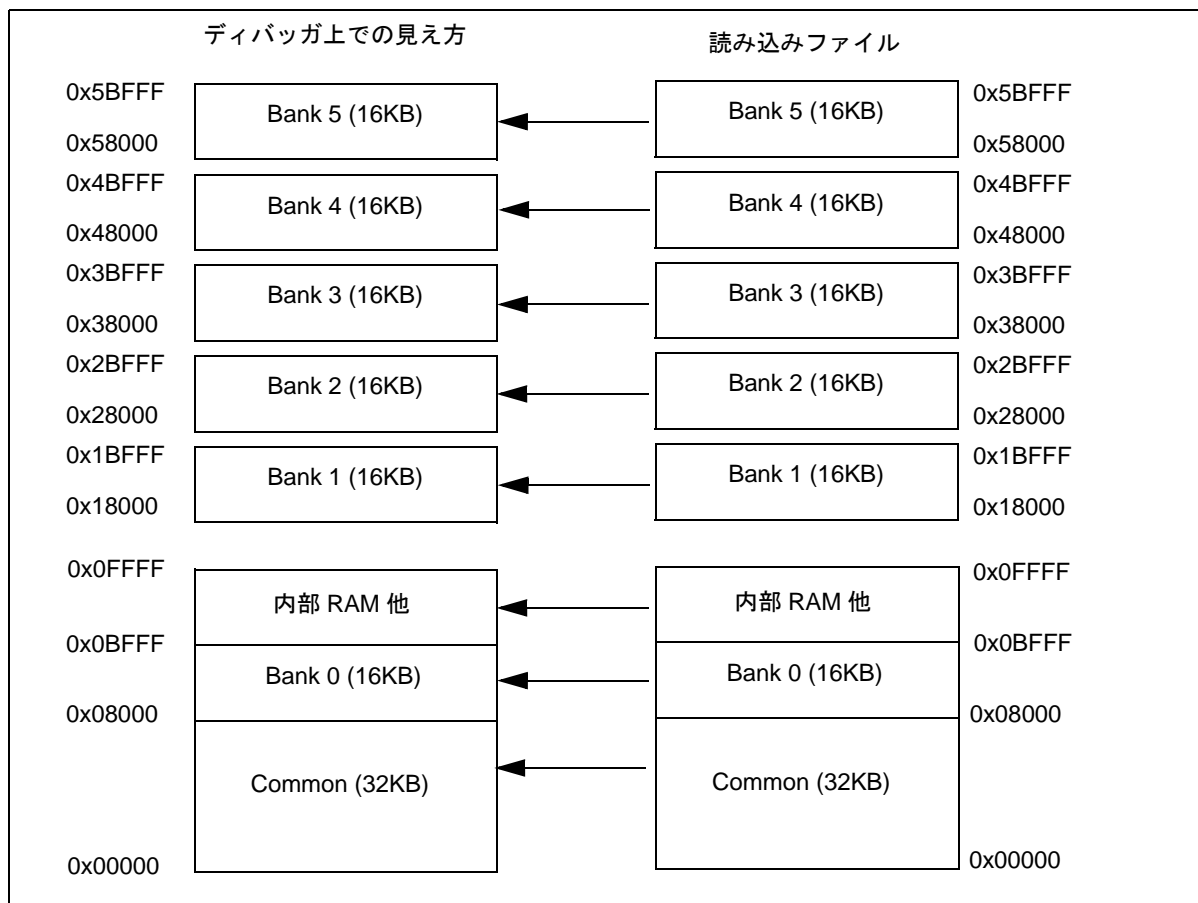 ディバッガ上での見え方
読み込みファイル
0x5BFFF
Bank 5 (16KB)
0x58000
0x4BFFF
Bank 4 (16KB)
0x48000
0x3BFFF
Bank 3 (16KB)
0x38000
0x2BFFF
Bank 2 (16KB)
0x28000
0x1BFFF
Bank 1 (16KB)
0x18000
0x0FFFF
内部 RAM 他
0x0BFFF
Bank 0 (16KB)
0x08000
Common (32KB)
0x00000
Bank 5 (16KB)
0x5BFFF
0x58000
Bank 4 (16KB)
0x4BFFF
0x48000
Bank 3 (16KB)
0x3BFFF
0x38000
Bank 2 (16KB)
0x2BFFF
0x28000
Bank 1 (16KB)
0x1BFFF
0x18000
0x0FFFF
内部 RAM 他
0x0BFFF
Bank 0 (16KB)
0x08000
Common (32KB)
0x00000